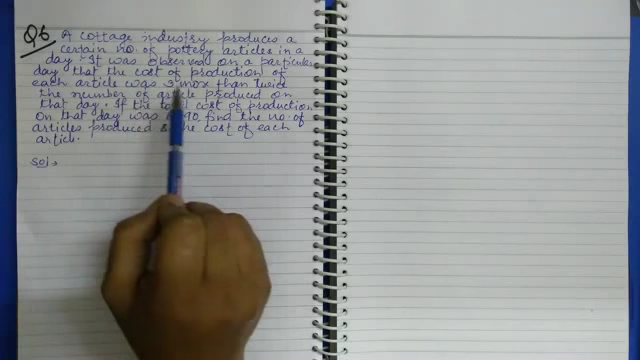 Q6 A cottage industry produces a
certain no. of pottery articles in a
day. It was observed on a particular
day that the cost of production of
each article was 3 more than twice
the number of article produced on
that day. If the total cost of production
on that day was 90, find the no. of
articles produced & the cost of each
article.
Sol.